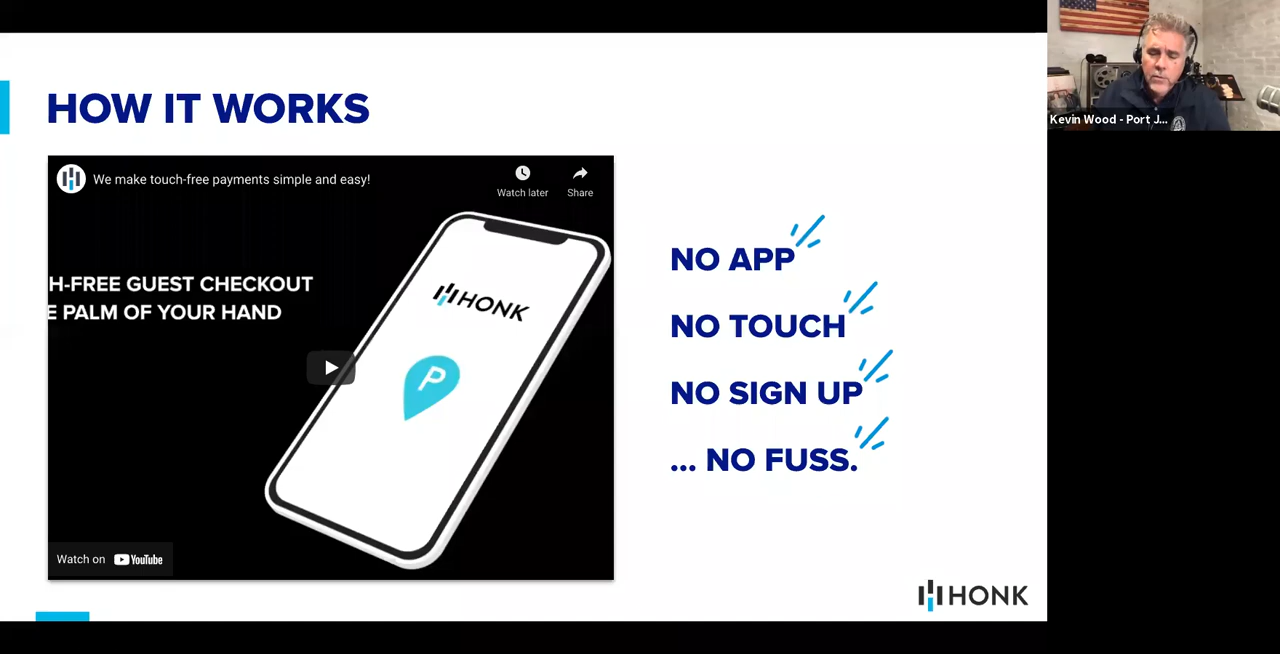 HOW IT WORKS
We make touch-free payments simple and easy!
Watch later
Share
H-FREE GUEST CHECKOUT
E PALM OF YOUR HAND
HONK
P
Watch on YouTube
NO APP
NO TOUCH
NO SIGN UP
... NO FUSS.
HONK
Kevin Wood - Port J...